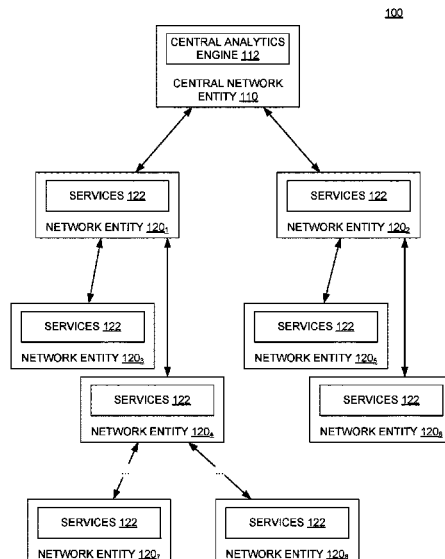 100
CENTRAL ANALYTICS
ENGINE 112
CENTRAL NETWORK
ENTITY 110
SERVICES 122
NETWORK ENTITY 120₁
SERVICES 122
NETWORK ENTITY 120₂
SERVICES 122
NETWORK ENTITY 120₃
SERVICES 122
NETWORK ENTITY 120₅
SERVICES 122
NETWORK ENTITY 120₄
SERVICES 122
NETWORK ENTITY 120₆
...
...
SERVICES 122
NETWORK ENTITY 120₇
SERVICES 122
NETWORK ENTITY 120₈